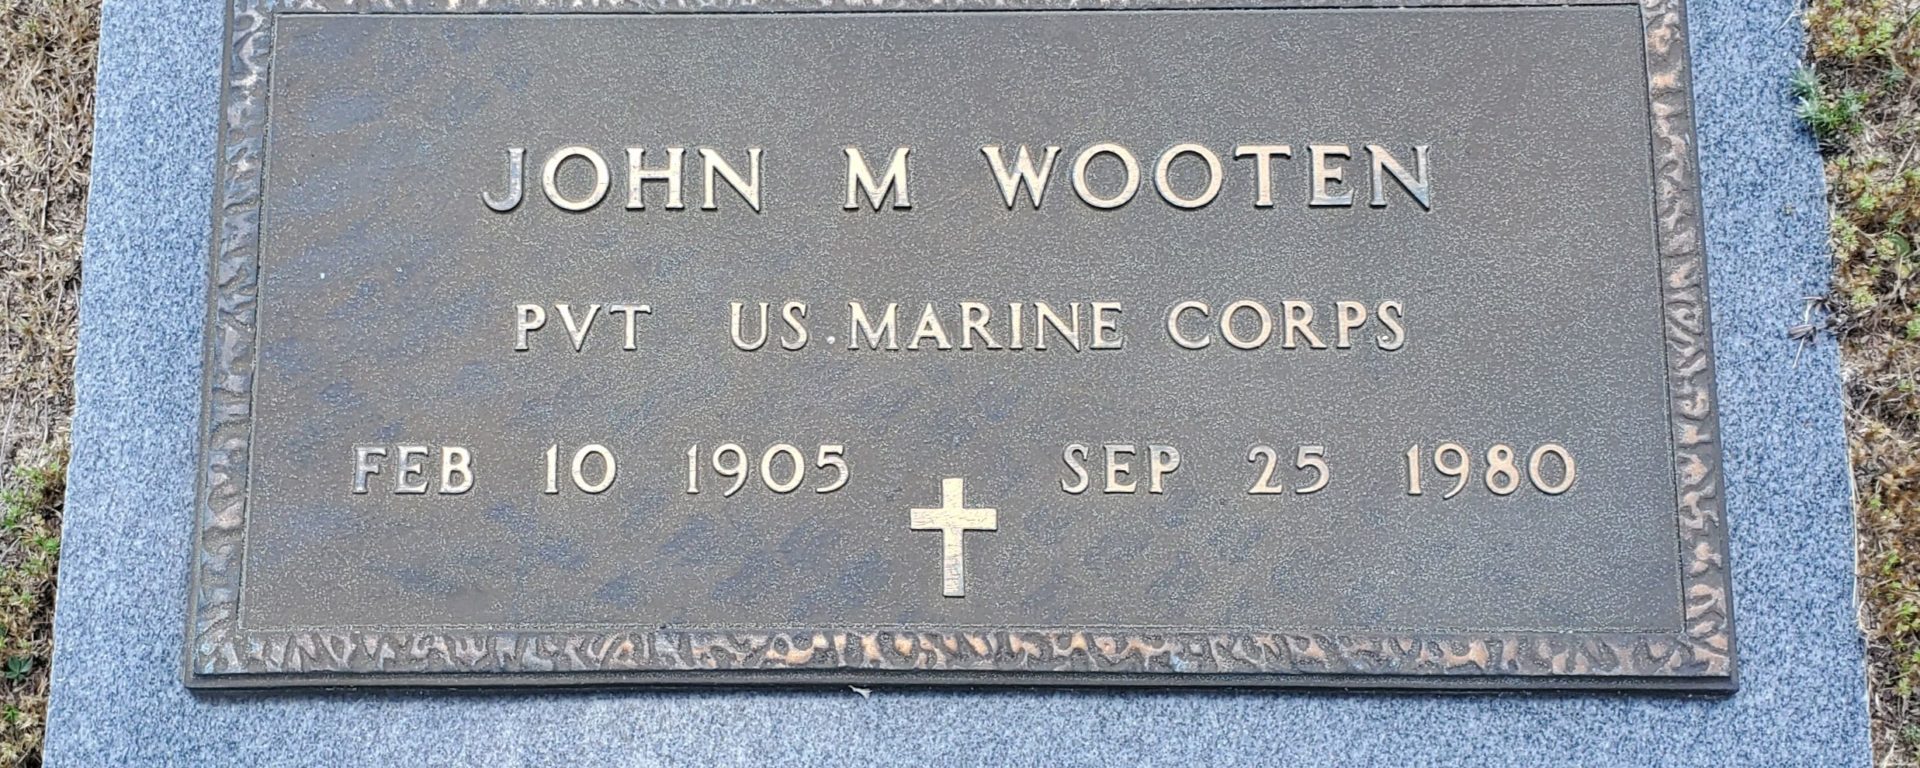 JOHN M WOOTEN
PVT US MARINE CORPS
FEB 10 1905 SEP 25 1980